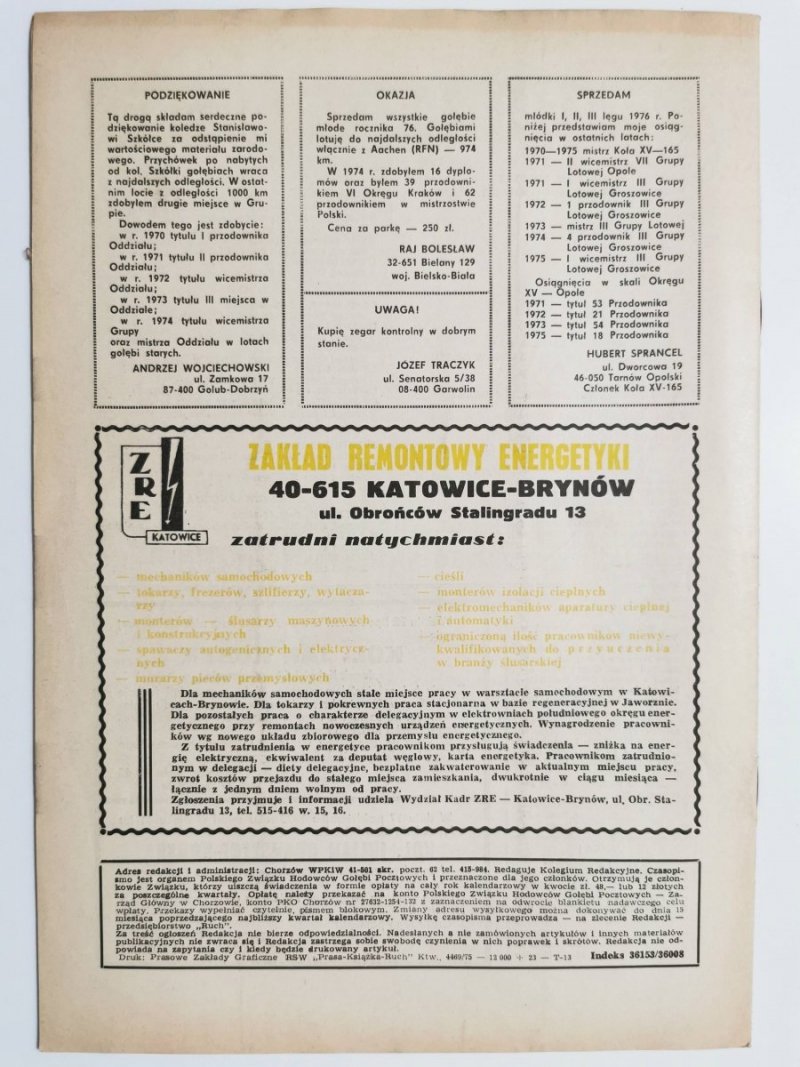 PODZIĘKOWANIE
Tą drogą składam serdeczne po-
dziękowanie koledze Stanisławo-
wi Szkółce za odstąpienie mi
wartościowego materiału zarodo-
wego. Przychówek po nabytych
od kol. Szkółki gołębiach wraca
z najdalszych odległości. W ostat-
nim locie z odległości 1000 km
zdobyłem drugie miejsce w Gru-
pie.
Dowodem tego jest zdobycie:
w r. 1970 tytułu I przodownika
Oddziału;
w r. 1971 tytułu II przodownika
Oddziału;
w r. 1972 tytułu wicemistrza
Oddziału;
w r. 1973 tytułu III miejsca w
Oddziale;
w r. 1974 tytułu wicemistrza
Grupy
oraz mistrza Oddziału w lotach
gołębi starych.
ANDRZEJ WOJCIECHOWSKI
ul. Zamkowa 17
87-400 Golub-Dobrzyń
OKAZJA
Sprzedam wszystkie gołębie
młode rocznika 76. Gołębiami
lotuję do najdalszych odległości
włącznie z Aachen (RFN) — 974
km.
W 1974 r. zdobyłem 16 dyplo-
mów oraz byłem 39 przodowni-
kiem VI Okręgu Kraków i 62
przodownikiem w mistrzostwie
Polski.
Cena za parkę — 250 zł.
RAJ BOLESŁAW
32-651 Bielany 129
woj. Bielsko-Biała
UWAGA!
Kupię zegar kontrolny w dobrym
stanie.
JÓZEF TRACZYK
ul. Senatorska 5/38
08-400 Garwolin
SPRZEDAM
młódki I, II, III lęgu 1976 r. Po-
niżej przedstawiam moje osiąg-
nięcia w ostatnich latach:
1970—1975 mistrz Koła XV—165
1971 — II wicemistrz VII Grupy
Lotowej Opole
1971 — I wicemistrz III Grupy
Lotowej Groszowice
1972 — 1 przodownik III Grupy
Lotowej Groszowice
1973 — mistrz III Grupy Lotowej
1974 — 4 przodownik III Grupy
Lotowej Groszowice
1975 — I wicemistrz III Grupy
Lotowej Groszowice
Osiągnięcia w skali Okręgu
XV — Opole
1971 — tytuł 53 Przodownika
1972 — tytuł 21 Przodownika
1973 — tytuł 54 Przodownika
1975 — tytuł 18 Przodownika
HUBERT SPRANCEL
ul. Dworcowa 19
46-050 Tarnów Opolski
Członek Koła XV-165
ZRE
KATOWICE
ZAKŁAD REMONTOWY ENERGETYKI
40-615 KATOWICE-BRYNÓW
ul. Obrońców Stalingradu 13
zatrudni natychmiast:
— mechaników samochodowych
— tokarzy, frezerów, szlifierzy, wytacza-
rzy
— monterów — ślusarzy maszynowych
i konstrukcyjnych
— spawaczy autogenicznych i elektrycz-
nych
— murarzy pieców przemysłowych
— cieśli
— monterów izolacji cieplnych
— elektromechaników aparatury cieplnej
i automatyki
— ograniczoną ilość pracowników niewy-
kwalifikowanych do przyuczenia
w branży ślusarskiej
Dla mechaników samochodowych stałe miejsce pracy w warsztacie samochodowym w Katowi-
cach-Brynowie. Dla tokarzy i pokrewnych praca stacjonarna w bazie regeneracyjnej w Jaworznie.
Dla pozostałych praca o charakterze delegacyjnym w elektrowniach południowego okręgu ener-
getycznego przy remontach nowoczesnych urządzeń energetycznych. Wynagrodzenie pracowni-
ków wg nowego układu zbiorowego dla przemysłu energetycznego.
Z tytułu zatrudnienia w energetyce pracownikom przysługują świadczenia — zniżka na ener-
gię elektryczną, ekwiwalent za deputat węglowy, karta energetyka. Pracownikom zatrudnio-
nym w delegacji — diety delegacyjne, bezpłatne zakwaterowanie w aktualnym miejscu pracy,
zwrot kosztów przejazdu do stałego miejsca zamieszkania, dwukrotnie w ciągu miesiąca —
łącznie z jednym dniem wolnym od pracy.
Zgłoszenia przyjmuje i informacji udziela Wydział Kadr ZRE — Katowice-Brynów, ul. Obr. Sta-
lingradu 13, tel. 515-416 w. 15, 16.
Adres redakcji i administracji: Chorzów WPKiW 41-501 skr. poczt. 62 tel. 415-984. Redaguje Kolegium Redakcyjne. Czasopi-
smo jest organem Polskiego Związku Hodowców Gołębi Pocztowych i przeznaczone dla jego członków. Otrzymują je człon-
kowie Związku, którzy uiszczą świadczenia w formie opłaty na cały rok kalendarzowy w kwocie zł. 48,— lub 12 złotych
za poszczególne kwartały. Opłatę należy przekazać na konto Polskiego Związku Hodowców Gołębi Pocztowych — Za-
rząd Główny w Chorzowie, konto PKO Chorzów nr 27632-1254-132 z zaznaczeniem na odwrocie blankietu nadawczego celu
wpłaty. Przekazy wypełniać czytelnie, pismem blokowym. Zmiany adresu wysyłkowego można dokonywać do dnia 15
miesiąca poprzedzającego najbliższy kwartał kalendarzowy. Wysyłkę czasopisma przeprowadza — na zlecenie Redakcji —
przedsiębiorstwo „Ruch".
Za treść ogłoszeń Redakcja nie bierze odpowiedzialności. Nadesłanych a nie zamówionych artykułów i innych materiałów
publikacyjnych nie zwraca się i Redakcja zastrzega sobie swobodę czynienia w nich poprawek i skrótów. Redakcja nie od-
powiada na zapytania czy i kiedy będzie drukowany artykuł.
Druk: Prasowe Zakłady Graficzne RSW „Prasa-Książka-Ruch" Ktw., 4469/75 — 12 000 + 23 — T-13 Indeks 36153/36008